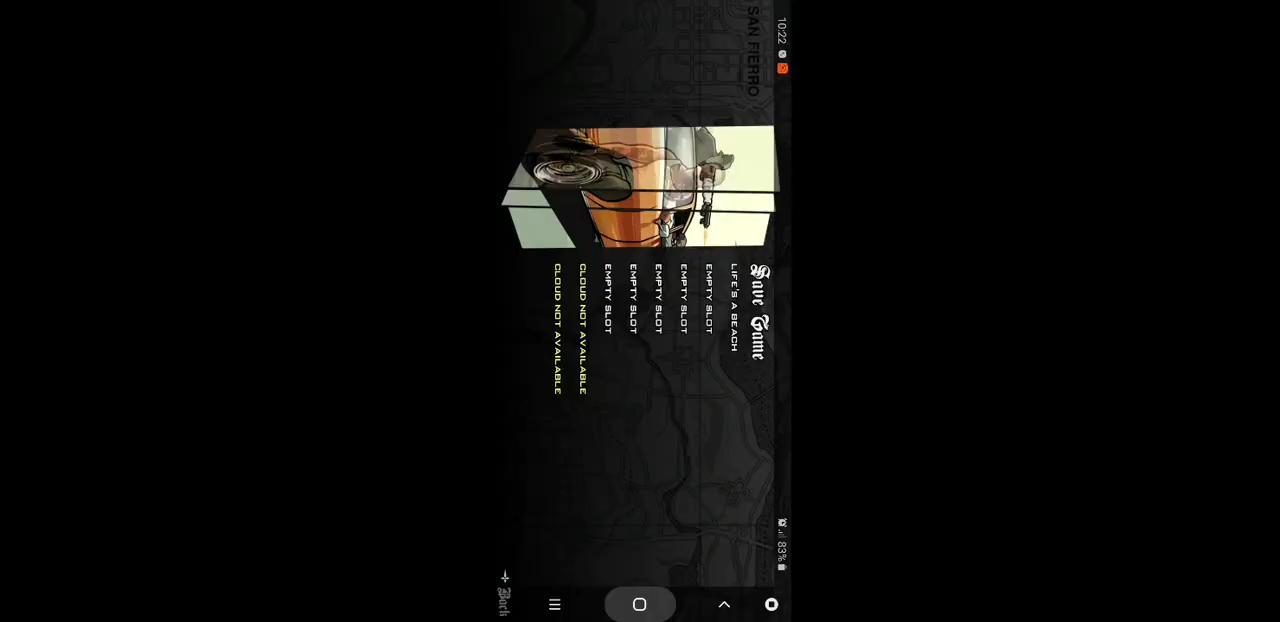 10:22
83%
SAN FIERRO
Save Game
LIFE'S A BEACH
EMPTY SLOT
EMPTY SLOT
EMPTY SLOT
EMPTY SLOT
EMPTY SLOT
CLOUD NOT AVAILABLE
CLOUD NOT AVAILABLE
Back